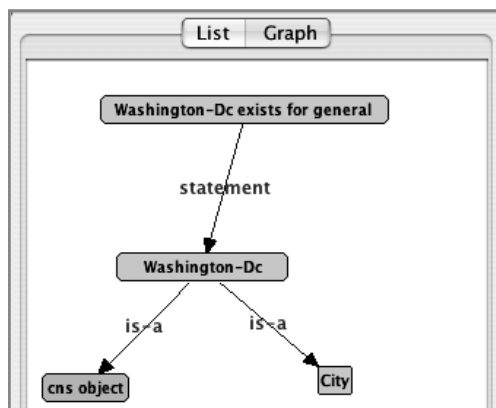 List Graph
Washington-Dc exists for general
statement
Washington-Dc
is-a is-a
cns object City